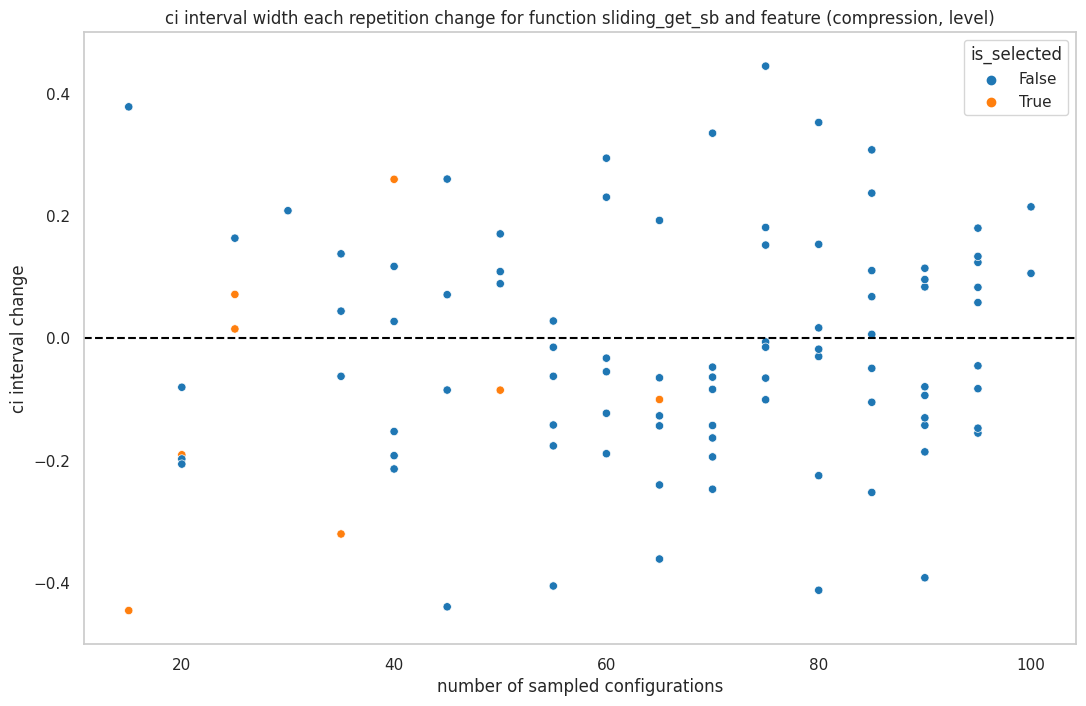 ci interval width each repetition change for function sliding_get_sb and feature (compression, level)
is_selected
False
True
0.4
0.2
0.0
−0.2
−0.4
ci interval change
20 40 60 80 100
number of sampled configurations